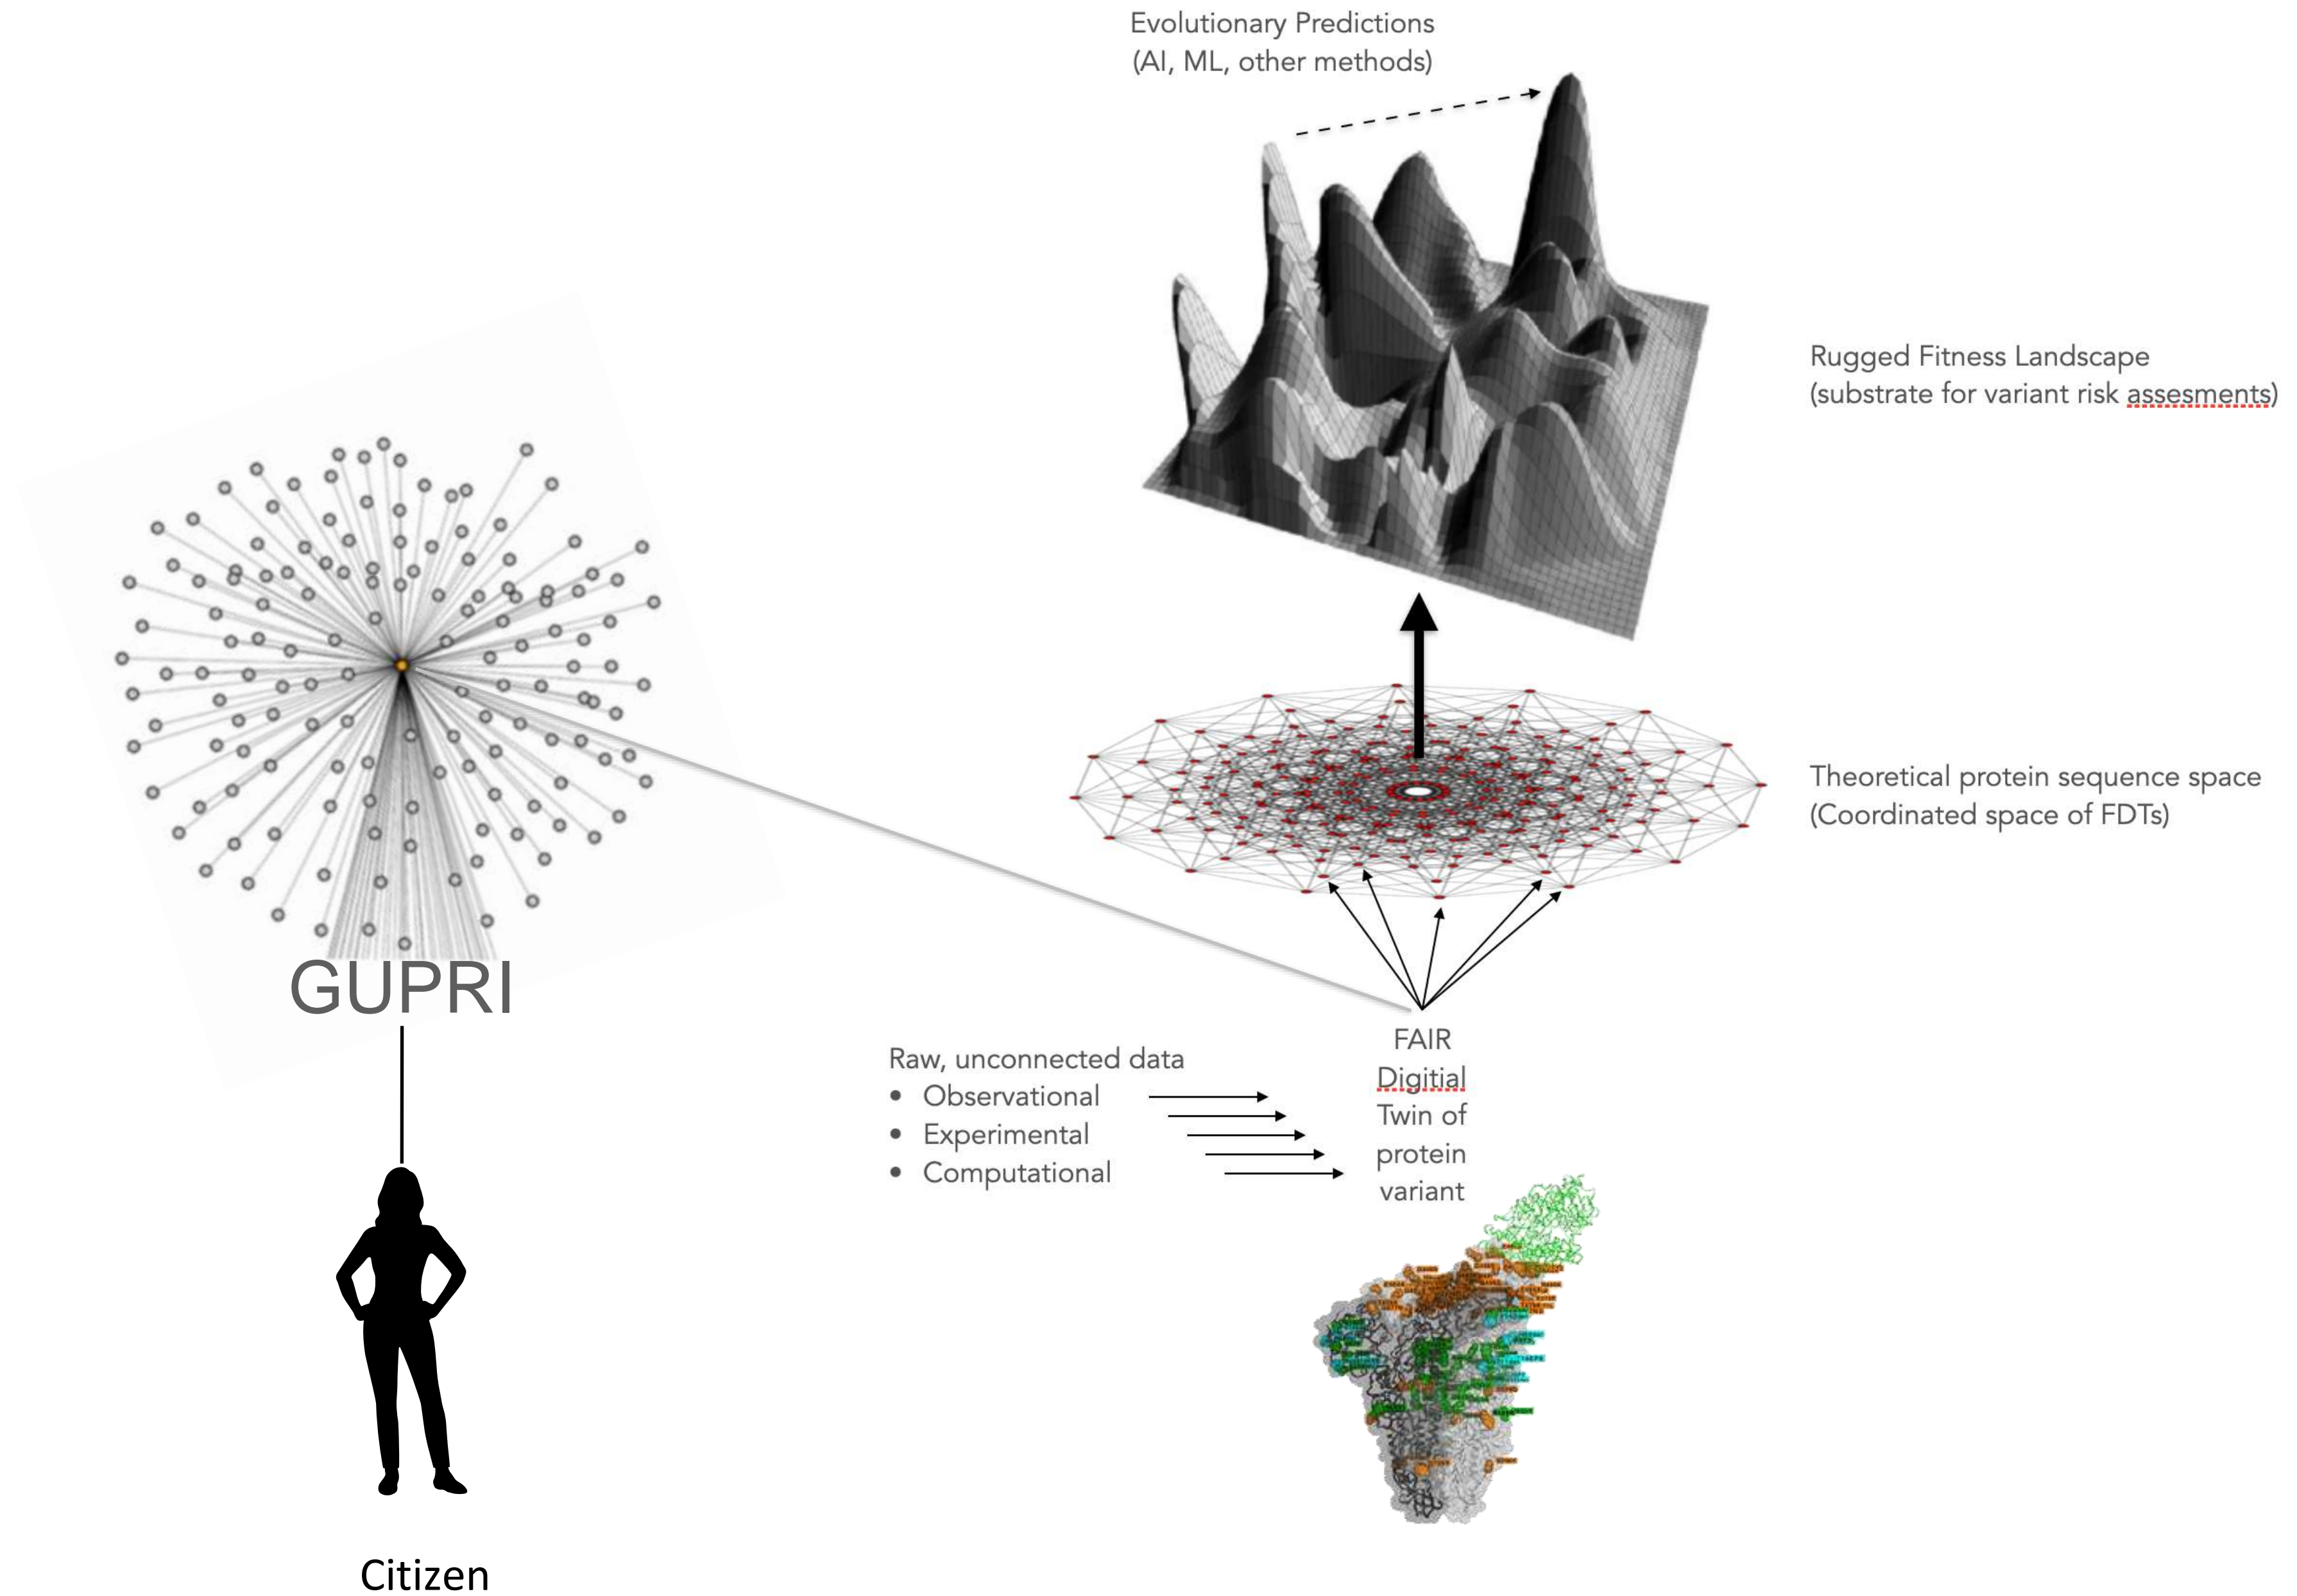 Evolutionary Predictions
(AI, ML, other methods)
Rugged Fitness Landscape
(substrate for variant risk assesments)
Theoretical protein sequence space
(Coordinated space of FDTs)
GUPRI
Raw, unconnected data
• Observational
• Experimental
• Computational
FAIR
Digitial
Twin of
protein
variant
Citizen